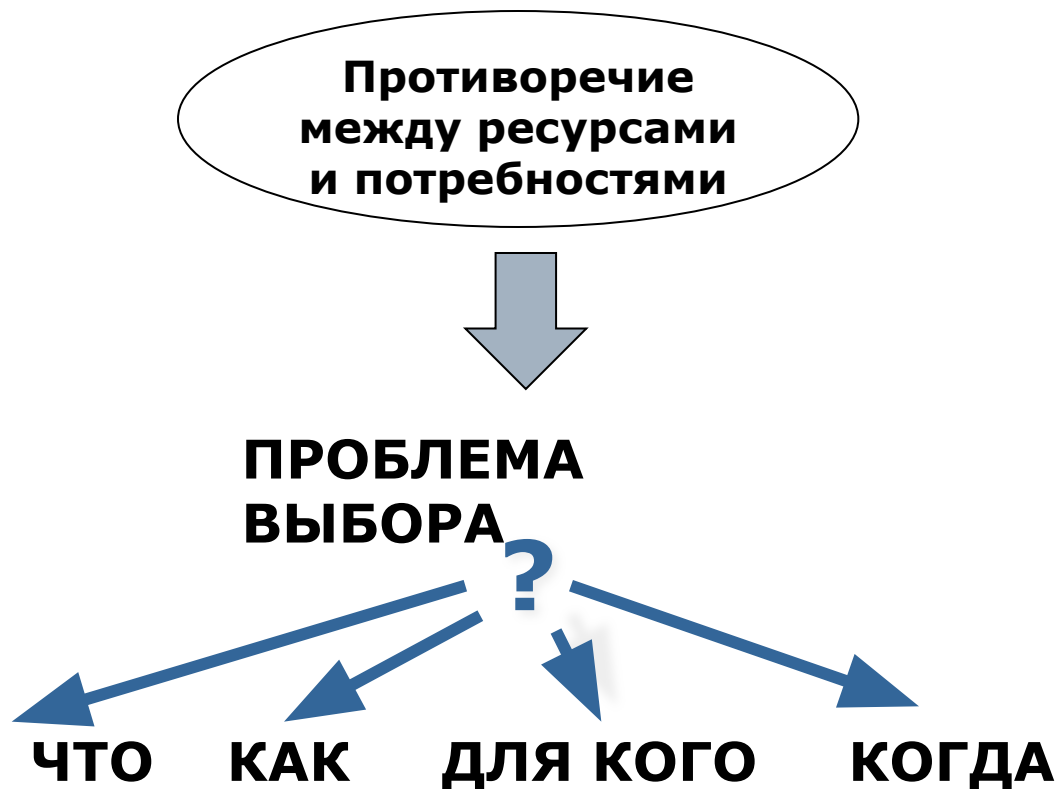 Противоречие
между ресурсами
и потребностями
ПРОБЛЕМА
ВЫБОРА
?
ЧТО КАК ДЛЯ КОГО КОГДА